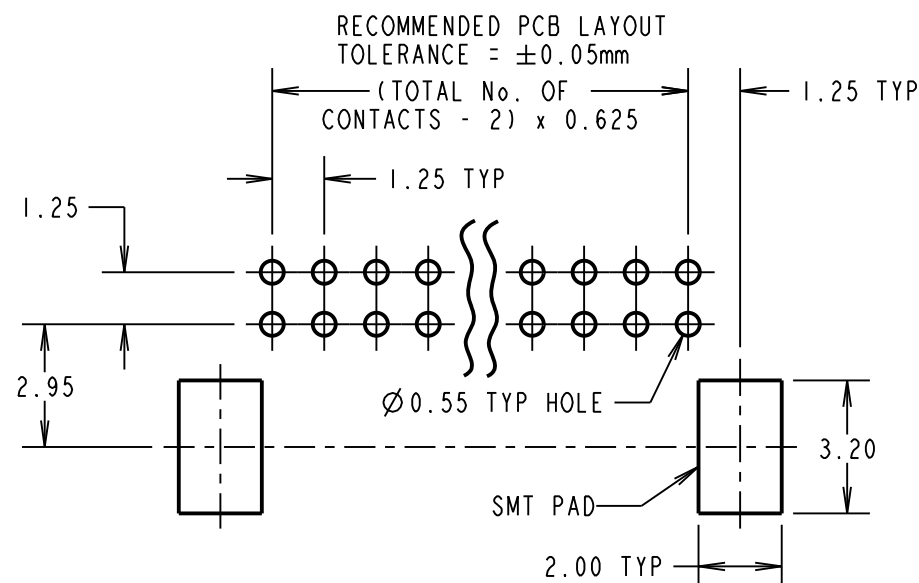 RECOMMENDED PCB LAYOUT
TOLERANCE = ±0.05mm
(TOTAL No. OF
CONTACTS - 2) x 0.625
1.25 TYP
1.25 TYP
1.25
2.95
Ø0.55 TYP HOLE
3.20
SMT PAD
2.00 TYP